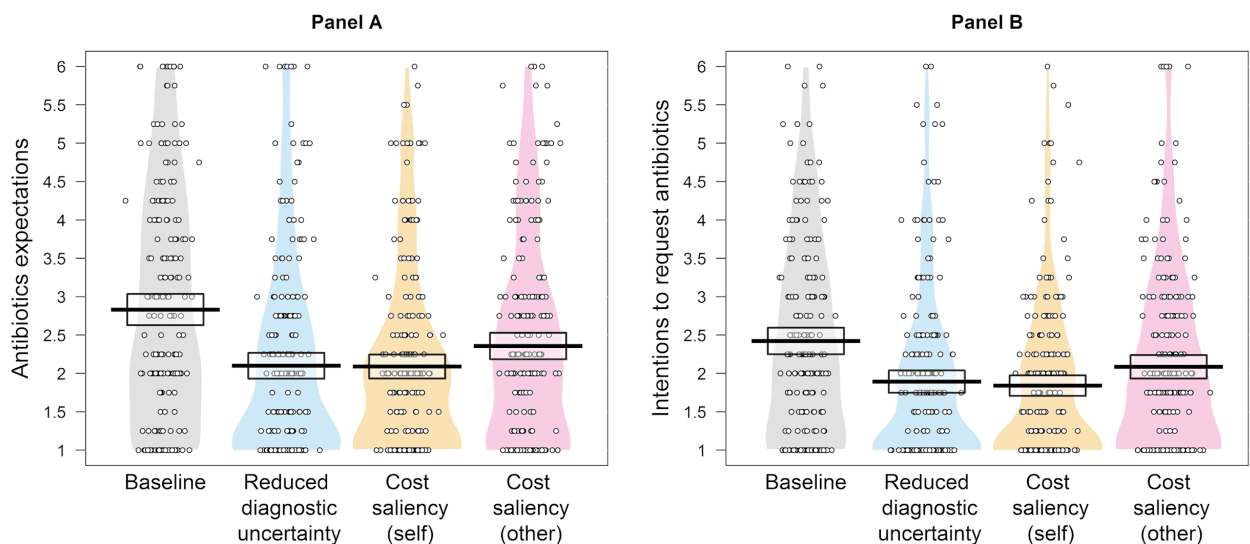 Panel A
Antibiotics expectations
6
5.5
5
4.5
4
3.5
3
2.5
2
1.5
1
Baseline
Reduced
diagnostic
uncertainty
Cost
saliency
(self)
Cost
saliency
(other)
Panel B
Intentions to request antibiotics
6
5.5
5
4.5
4
3.5
3
2.5
2
1.5
1
Baseline
Reduced
diagnostic
uncertainty
Cost
saliency
(self)
Cost
saliency
(other)